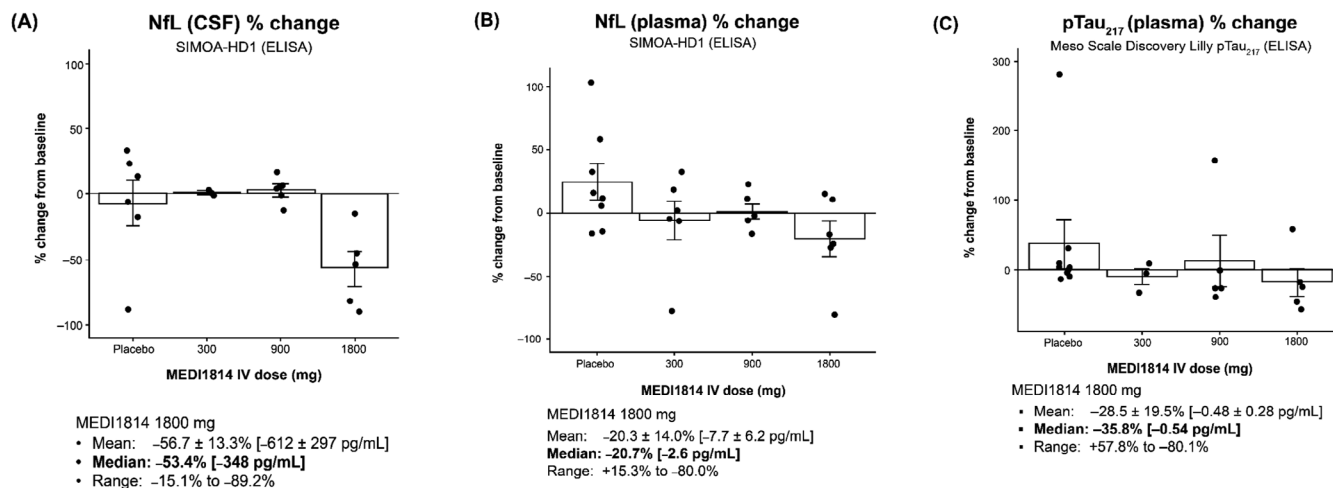 (A)
NfL (CSF) % change
SIMOA-HD1 (ELISA)
% change from baseline
100
50
0
−50
−100
Placebo 300 900 1800
MEDI1814 IV dose (mg)
MEDI1814 1800 mg
• Mean: −56.7 ± 13.3% [−612 ± 297 pg/mL]
• Median: −53.4% [−348 pg/mL]
• Range: −15.1% to −89.2%
(B)
NfL (plasma) % change
SIMOA-HD1 (ELISA)
% change from baseline
100
50
0
−50
−100
Placebo 300 900 1800
MEDI1814 IV dose (mg)
MEDI1814 1800 mg
Mean: −20.3 ± 14.0% [−7.7 ± 6.2 pg/mL]
Median: −20.7% [−2.6 pg/mL]
Range: +15.3% to −80.0%
(C)
pTau217 (plasma) % change
Meso Scale Discovery Lilly pTau217 (ELISA)
% change from baseline
300
200
100
0
Placebo 300 900 1800
MEDI1814 IV dose (mg)
MEDI1814 1800 mg
▪ Mean: −28.5 ± 19.5% [−0.48 ± 0.28 pg/mL]
▪ Median: −35.8% [−0.54 pg/mL]
▪ Range: +57.8% to −80.1%